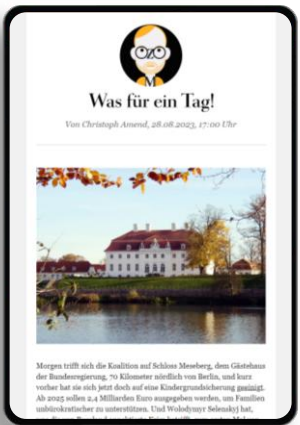 M
Was für ein Tag!
Von Christoph Amend, 28.08.2023, 17:00 Uhr
Morgen trifft sich die Koalition auf Schloss Meseberg, dem Gästehaus
der Bundesregierung, 70 Kilometer nördlich von Berlin, und kurz
vorher hat sie sich jetzt doch auf eine Kindergrundsicherung geeinigt.
Ab 2025 sollen 2,4 Milliarden Euro ausgegeben werden, um Familien
unbürokratischer zu unterstützen. Und Wolodymyr Selenskyj hat,